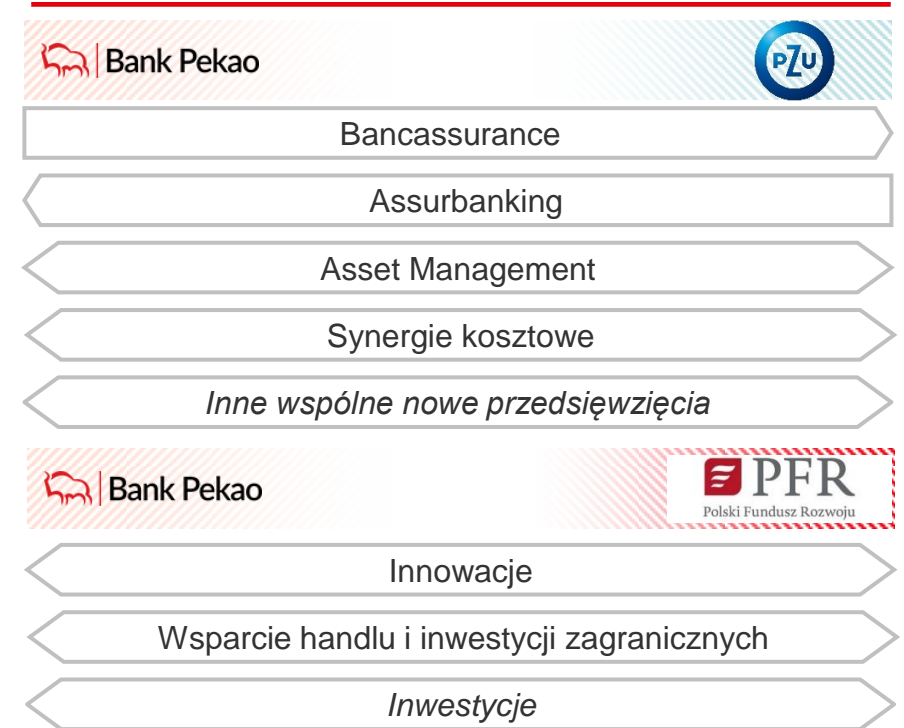 Bank Pekao
PZU
Bancassurance
Assurbanking
Asset Management
Synergie kosztowe
Inne wspólne nowe przedsięwzięcia
Bank Pekao
PFR
Polski Fundusz Rozwoju
Innowacje
Wsparcie handlu i inwestycji zagranicznych
Inwestycje